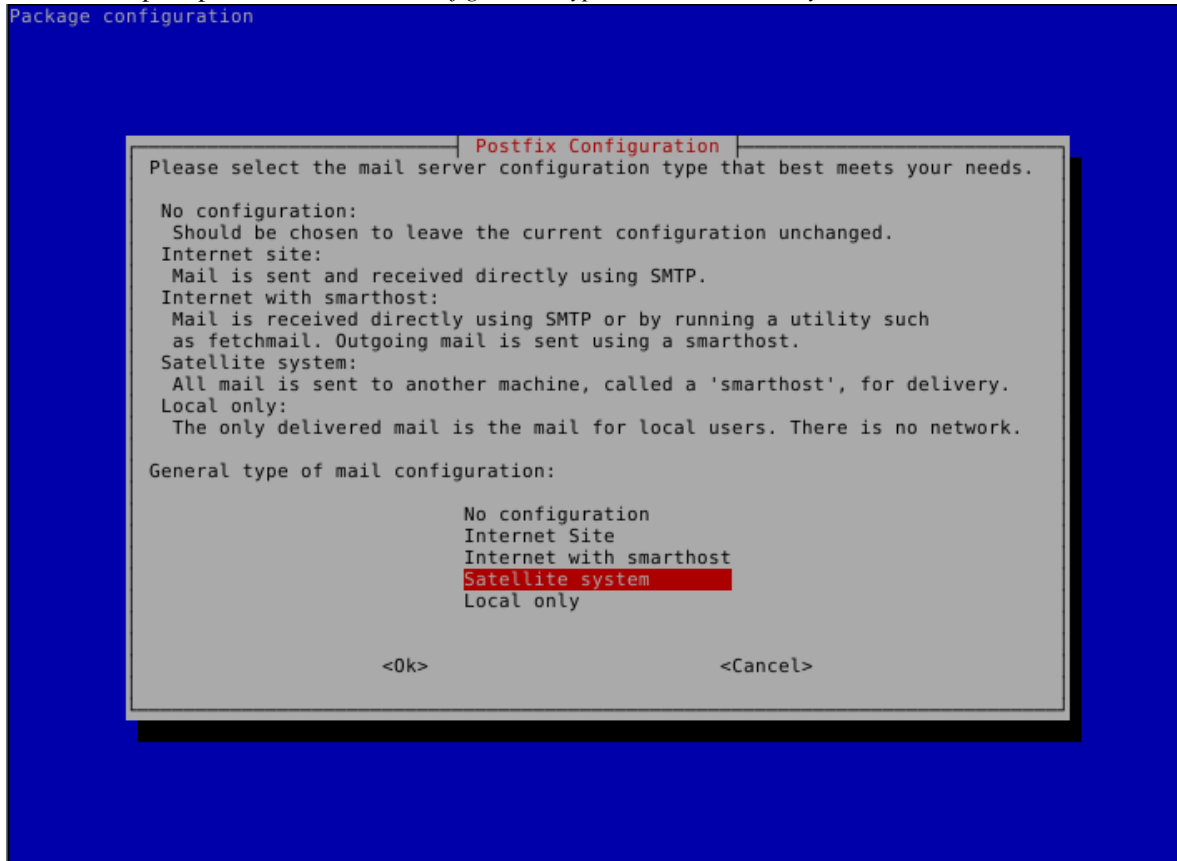 Package configuration
Postfix Configuration
Please select the mail server configuration type that best meets your needs.
No configuration:
Should be chosen to leave the current configuration unchanged.
Internet site:
Mail is sent and received directly using SMTP.
Internet with smarthost:
Mail is received directly using SMTP or by running a utility such
as fetchmail. Outgoing mail is sent using a smarthost.
Satellite system:
All mail is sent to another machine, called a 'smarthost', for delivery.
Local only:
The only delivered mail is the mail for local users. There is no network.
General type of mail configuration:
No configuration
Internet Site
Internet with smarthost
Satellite system
Local only
<Ok> <Cancel>